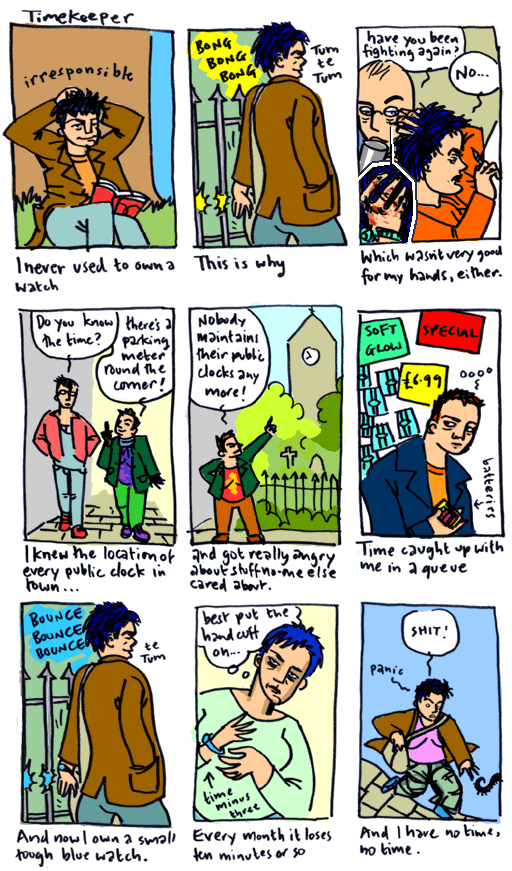 Timekeeper
irresponsible
I never used to own a
watch
BONG
BONG
BONG
Tum
te
Tum
This is why
have you been
fighting again?
No...
Which wasn't very good
for my hands, either.
Do you know
the time?
there's a
parking
meter
round the
corner!
I knew the location of
every public clock in
town...
Nobody
maintains
their public
clocks any
more!
and got really angry
about stuff no-one else
cared about.
SOFT
GLOW
SPECIAL
£6.99
batteries
Time caught up with
me in a queue
BOUNCE
BOUNCE
BOUNCE
te
Tum
And now I own a small
tough blue watch.
best put the
hand cuff
on...
time
minus
three
Every month it loses
ten minutes or so
SHIT!
panic
And I have no time,
no time.